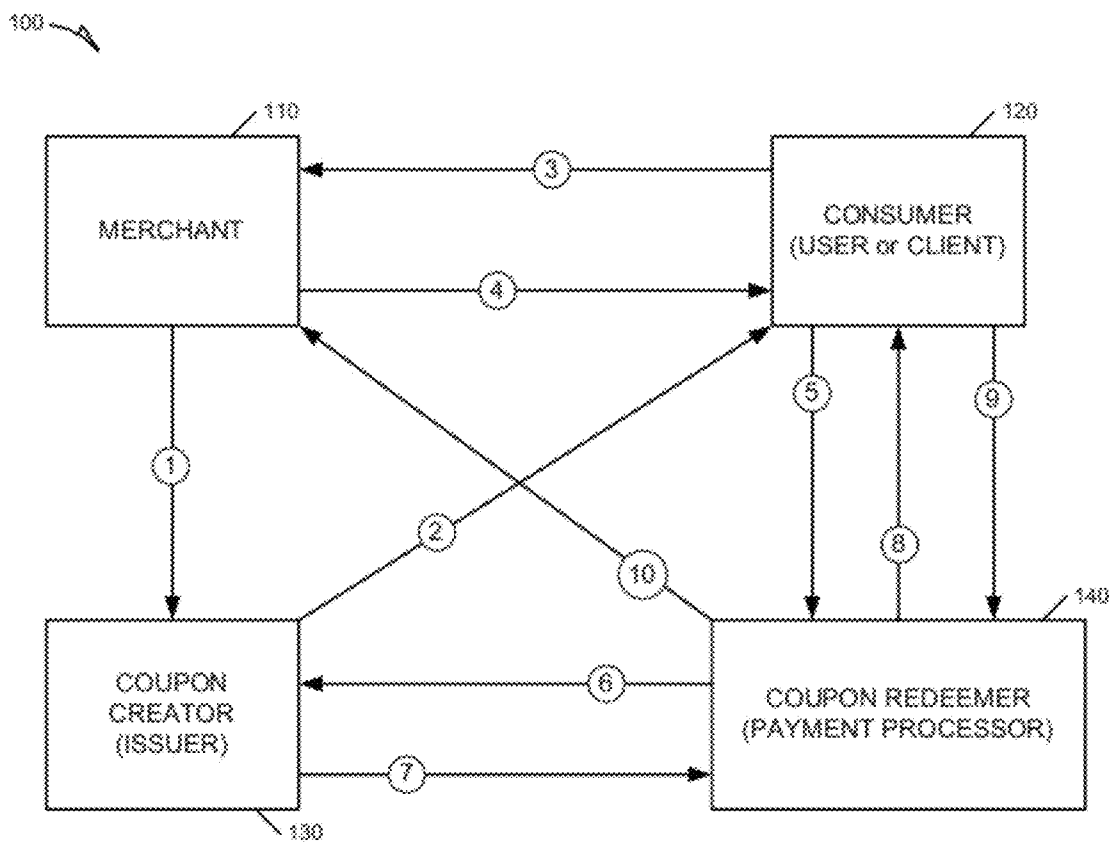 100
110
120
3
MERCHANT
CONSUMER
(USER or CLIENT)
4
5
9
1
2
8
10
140
COUPON
CREATOR
(ISSUER)
6
COUPON REDEEMER
(PAYMENT PROCESSOR)
7
130